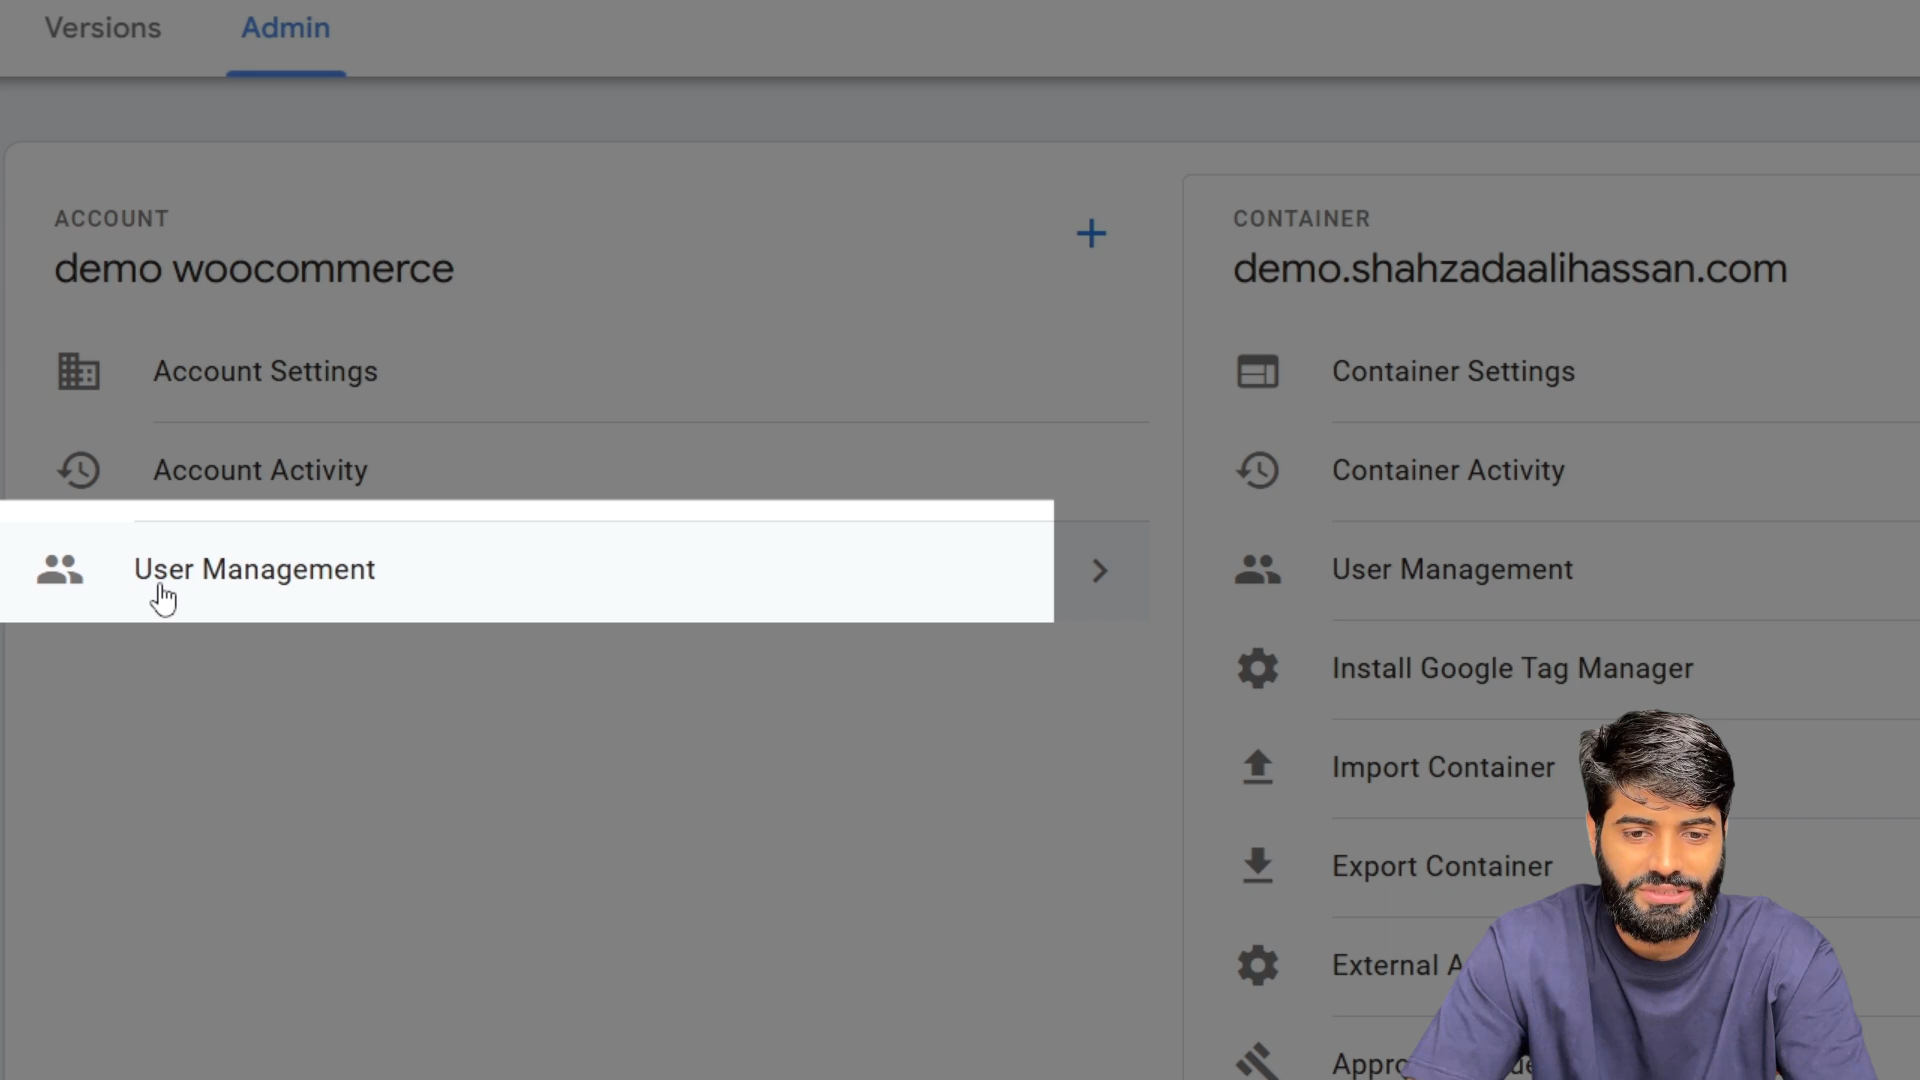 Versions Admin
ACCOUNT
demo woocommerce
Account Settings
Account Activity
User Management
CONTAINER
demo.shahzadaalihassan.com
Container Settings
Container Activity
User Management
Install Google Tag Manager
Import Container
Export Container
External